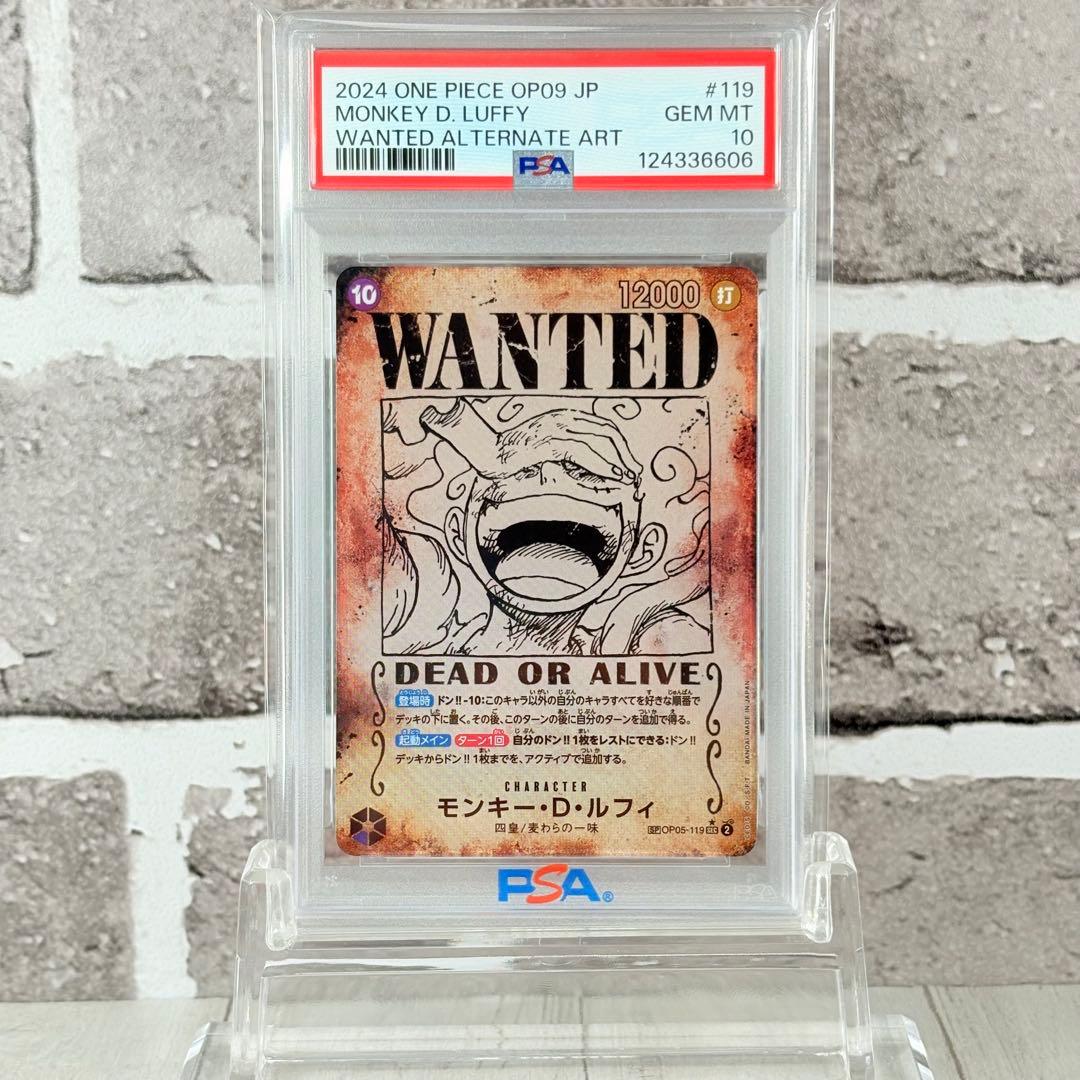 2024 ONE PIECE OP09 JP #119
MONKEY D. LUFFY GEM MT
WANTED ALTERNATE ART 10
PSA 124336606
10 12000 打
WANTED
DEAD OR ALIVE
登場時 ドン!!-10:このキャラ以外の自分のキャラすべてを好きな順番で
デッキの下に置く。その後、このターンの後に自分のターンを追加で得る。
起動メイン ターン1回 自分のドン!!1枚をレストにできる:ドン!!
デッキからドン!!1枚までを、アクティブで追加する。
CHARACTER
モンキー・D・ルフィ
四皇/麦わらの一味
SP OP05-119 SEC 2
BANDAI MADE IN JAPAN
PSA®
PSA